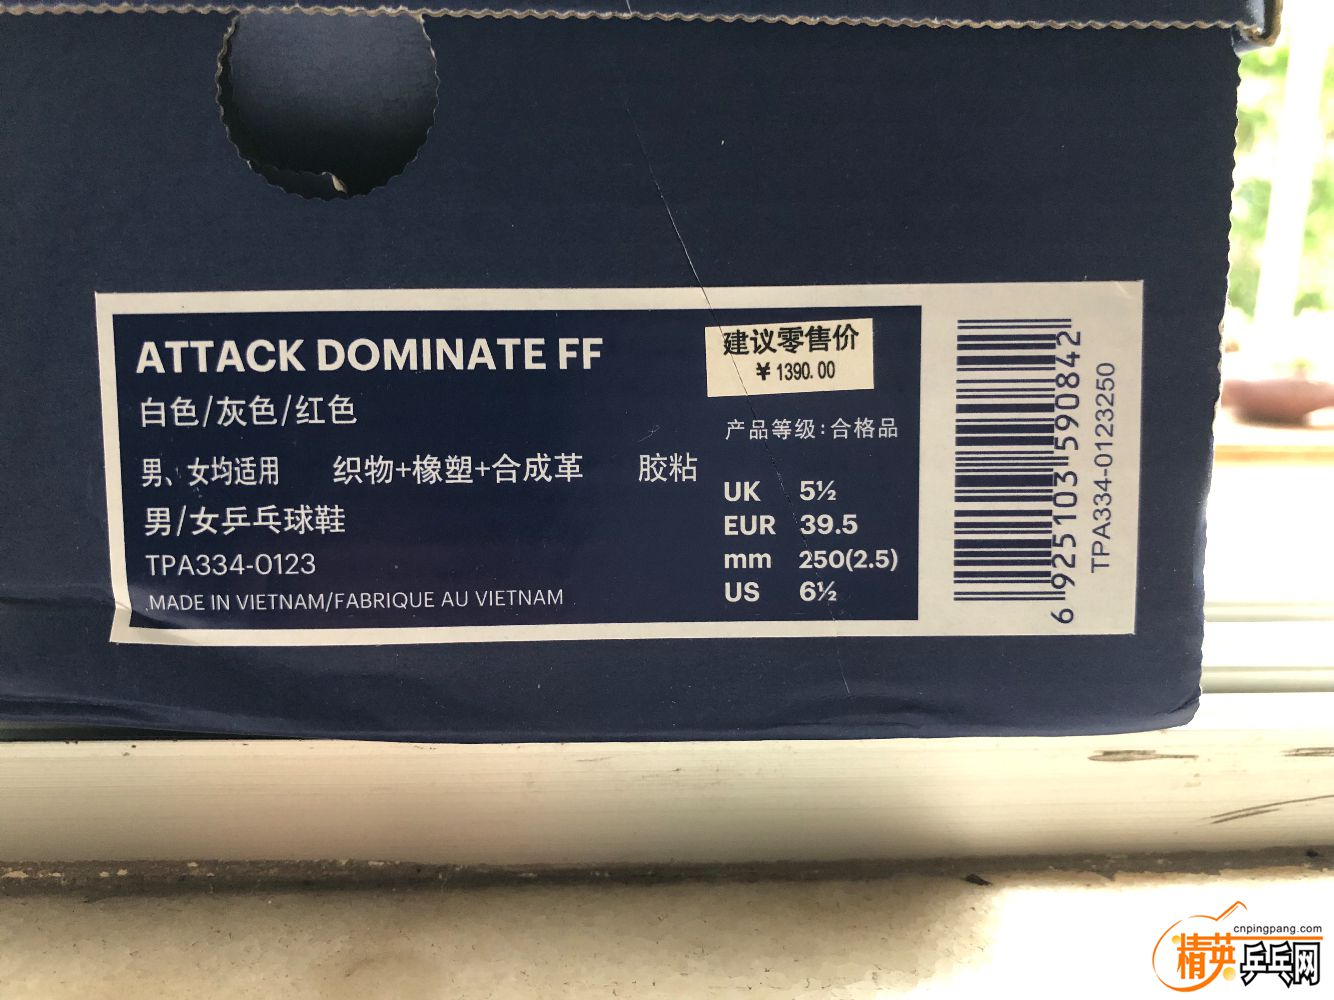 ATTACK DOMINATE FF
建议零售价
¥ 1390.00
白色/灰色/红色
产品等级:合格品
男、女均适用 织物+橡塑+合成革 胶粘
男/女乒乓球鞋
TPA334-0123
MADE IN VIETNAM/FABRIQUE AU VIETNAM
UK 5½
EUR 39.5
mm 250(2.5)
US 6½
6 925103 590842
TPA334-0123250
cnpingpang.com
精英乒乓网